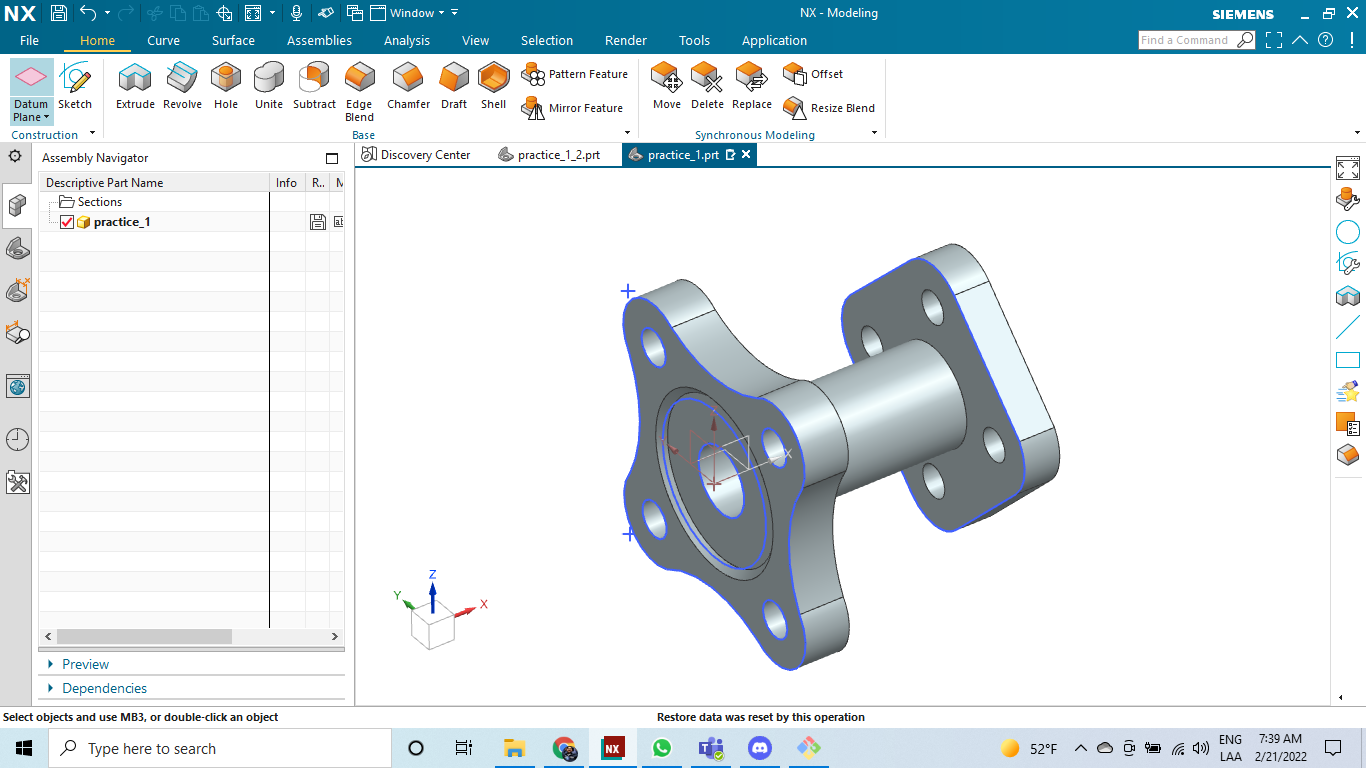 NX Window NX - Modeling SIEMENS
File Home Curve Surface Assemblies Analysis View Selection Render Tools Application Find a Command
Datum Plane Sketch Extrude Revolve Hole Unite Subtract Edge Blend Chamfer Draft Shell Pattern Feature Mirror Feature Move Delete Replace Offset Resize Blend
Construction Base Synchronous Modeling
Assembly Navigator
Discovery Center practice_1_2.prt practice_1.prt
Descriptive Part Name Info R.. M
Sections
practice_1
X
Z
Y
X
Preview
Dependencies
Select objects and use MB3, or double-click an object Restore data was reset by this operation
Type here to search NX 52°F ENG 7:39 AM
LAA 2/21/2022